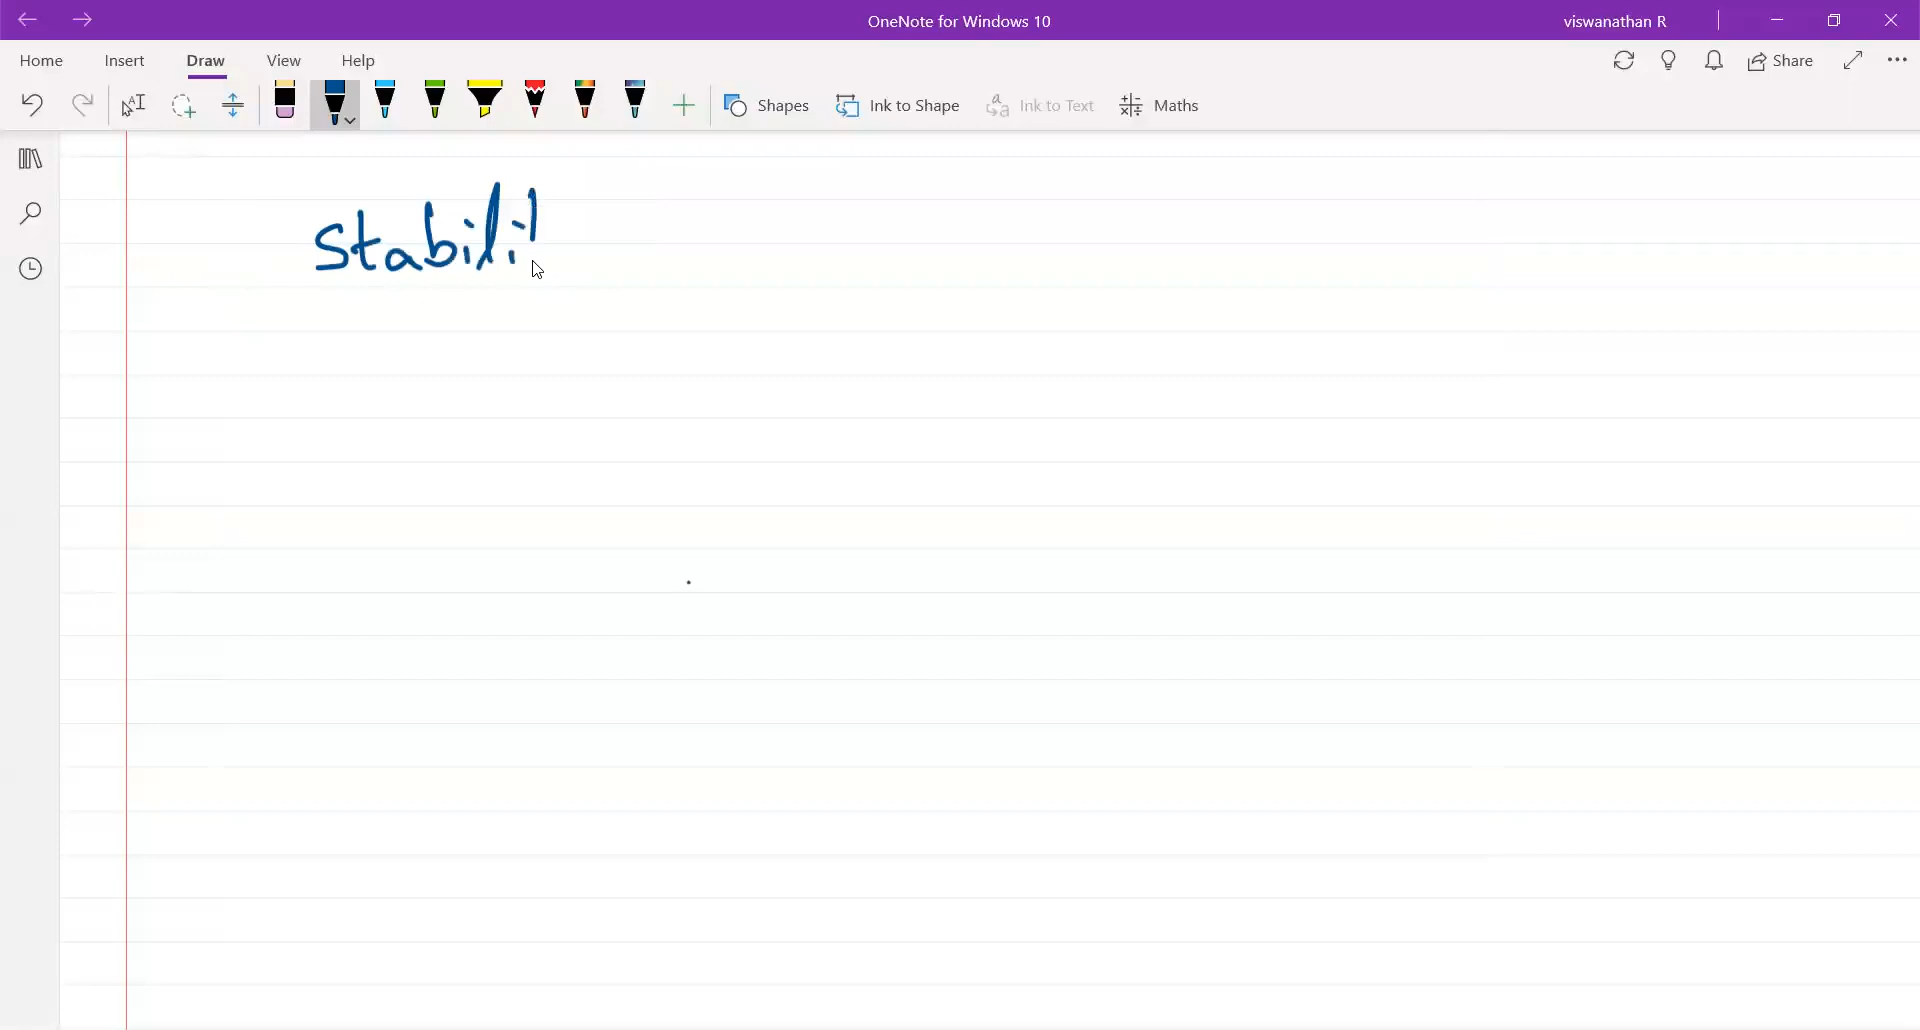 OneNote for Windows 10
viswanathan R
Home Insert Draw View Help
Share
Shapes Ink to Shape Ink to Text Maths
Stabilit